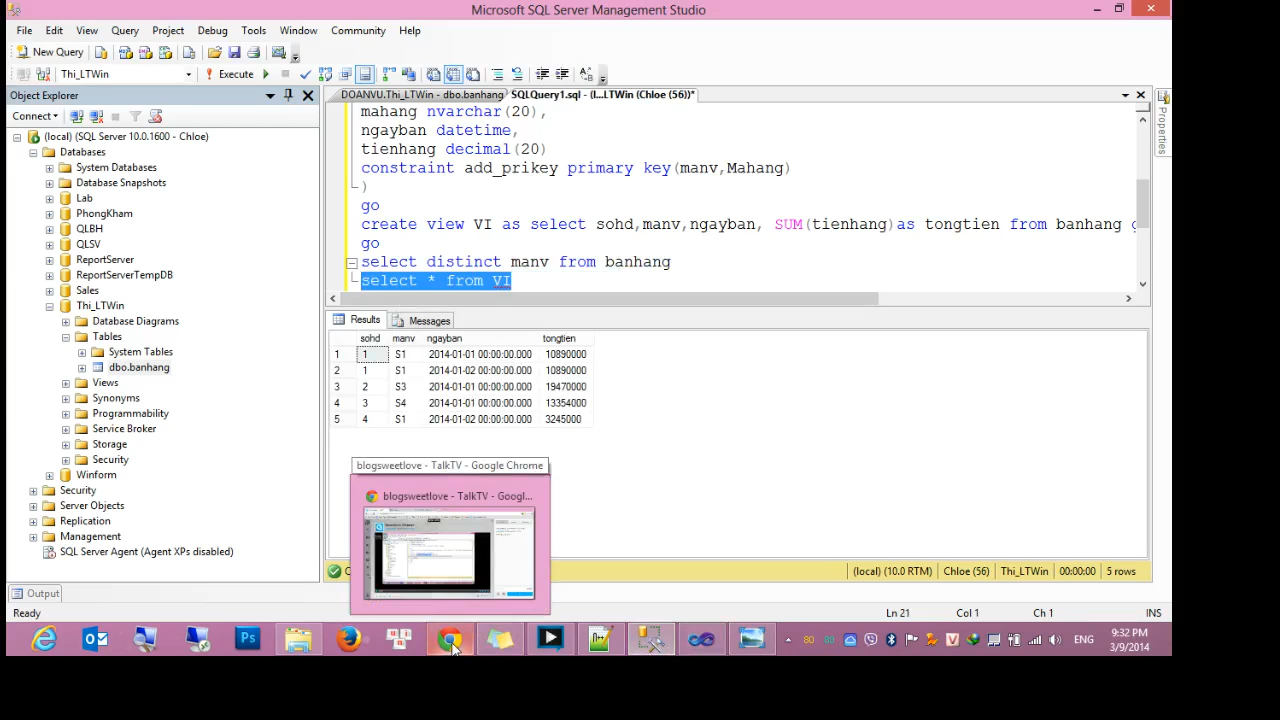 Microsoft SQL Server Management Studio
File Edit View Query Project Debug Tools Window Community Help
New Query
Thi_LTWin Execute
Object Explorer
DOANVU.Thi_LTWin - dbo.banhang SQLQuery1.sql - (l...LTWin (Chloe (56))*
Connect
Properties
(local) (SQL Server 10.0.1600 - Chloe)
Databases
System Databases
Database Snapshots
Lab
PhongKham
QLBH
QLSV
ReportServer
ReportServerTempDB
Sales
Thi_LTWin
Database Diagrams
Tables
System Tables
dbo.banhang
Views
Synonyms
Programmability
Service Broker
Storage
Security
Winform
Security
Server Objects
Replication
Management
SQL Server Agent (Agent XPs disabled)
mahang nvarchar(20),
ngayban datetime,
tienhang decimal(20)
constraint add_prikey primary key(manv,Mahang)
)
go
create view VI as select sohd,manv,ngayban, SUM(tienhang)as tongtien from banhang
go
select distinct manv from banhang
select * from VI
Results Messages
sohd manv ngayban tongtien
1 1 S1 2014-01-01 00:00:00.000 10890000
2 1 S1 2014-01-02 00:00:00.000 10890000
3 2 S3 2014-01-01 00:00:00.000 19470000
4 3 S4 2014-01-01 00:00:00.000 13354000
5 4 S1 2014-01-02 00:00:00.000 3245000
blogsweetlove - TalkTV - Google Chrome
blogsweetlove - TalkTV - Googl...
(local) (10.0 RTM) Chloe (56) Thi_LTWin 00:00:00 5 rows
Output
Ready Ln 21 Col 1 Ch 1 INS
Ps 80 80 ENG
9:32 PM
3/9/2014